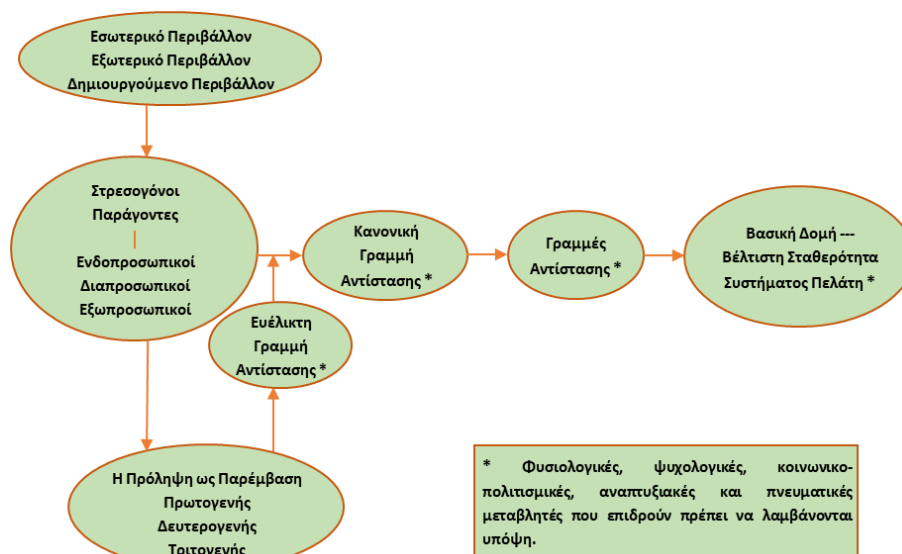 Εσωτερικό Περιβάλλον
Εξωτερικό Περιβάλλον
Δημιουργούμενο Περιβάλλον
Στρεσογόνοι
Παράγοντες
Ενδοπροσωπικοί
Διαπροσωπικοί
Εξωπροσωπικοί
Κανονική
Γραμμή
Αντίστασης *
Γραμμές
Αντίστασης *
Βασική Δομή ---
Βέλτιστη Σταθερότητα
Συστήματος Πελάτη *
Ευέλικτη
Γραμμή
Αντίστασης *
Η Πρόληψη ως Παρέμβαση
Πρωτογενής
Δευτερογενής
Τριτογενής
* Φυσιολογικές, ψυχολογικές, κοινωνικο-
πολιτισμικές, αναπτυξιακές και πνευματικές
μεταβλητές που επιδρούν πρέπει να λαμβάνονται
υπόψη.